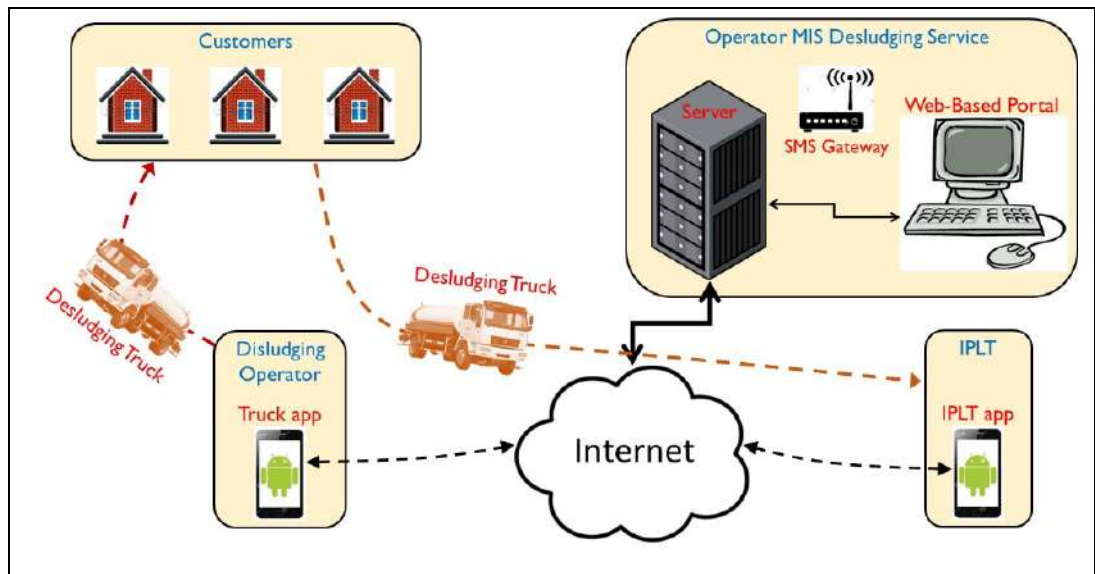 Customers
Operator MIS Desludging Service
Server
SMS Gateway
Web-Based Portal
Desludging Truck
Desludging Truck
Disludging
Operator
Truck app
Internet
IPLT
IPLT app